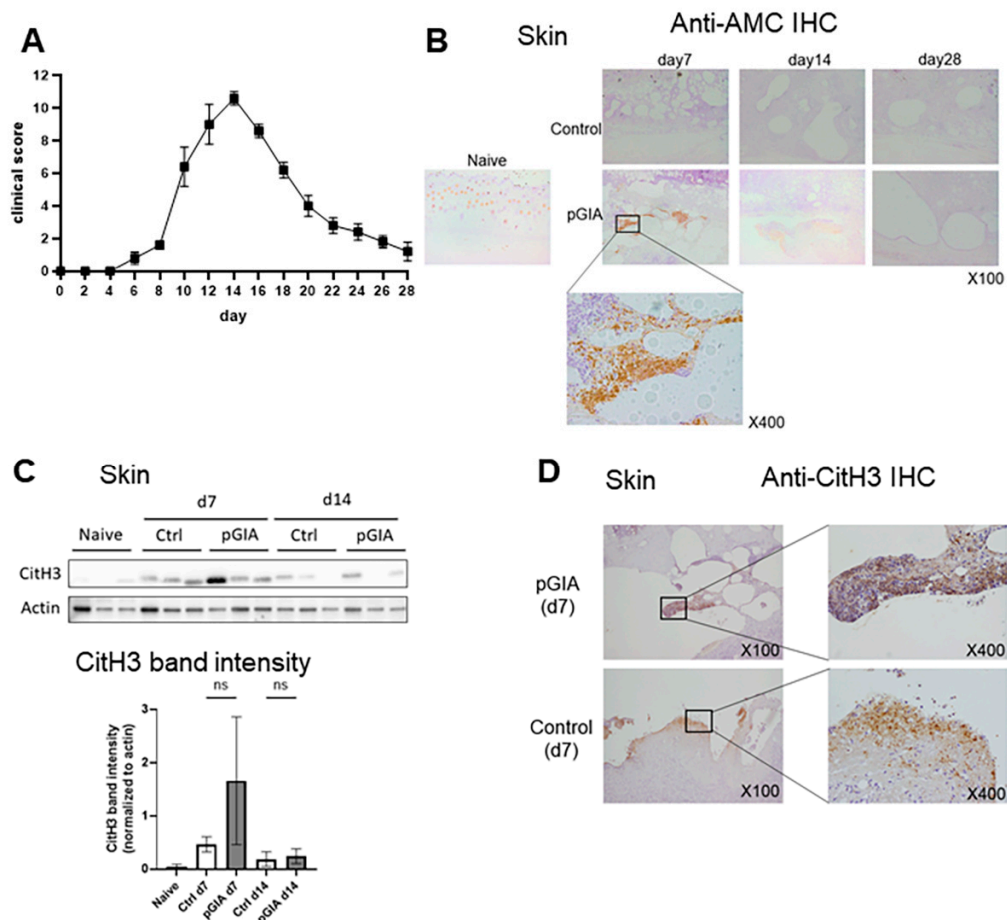 A
clinical score
12
10
8
6
4
2
0
0 2 4 6 8 10 12 14 16 18 20 22 24 26 28
day
B
Skin
Anti-AMC IHC
day7 day14 day28
Control
Naive
pGIA
X100
X400
C
Skin
d7 d14
Naive Ctrl pGIA Ctrl pGIA
CitH3
Actin
CitH3 band intensity
ns ns
CitH3 band intensity
(normalized to actin)
3
2
1
0
Naive Ctrl d7 pGIA d7 Ctrl d14 pGIA d14
D
Skin
Anti-CitH3 IHC
pGIA
(d7)
X100 X400
Control
(d7)
X100 X400